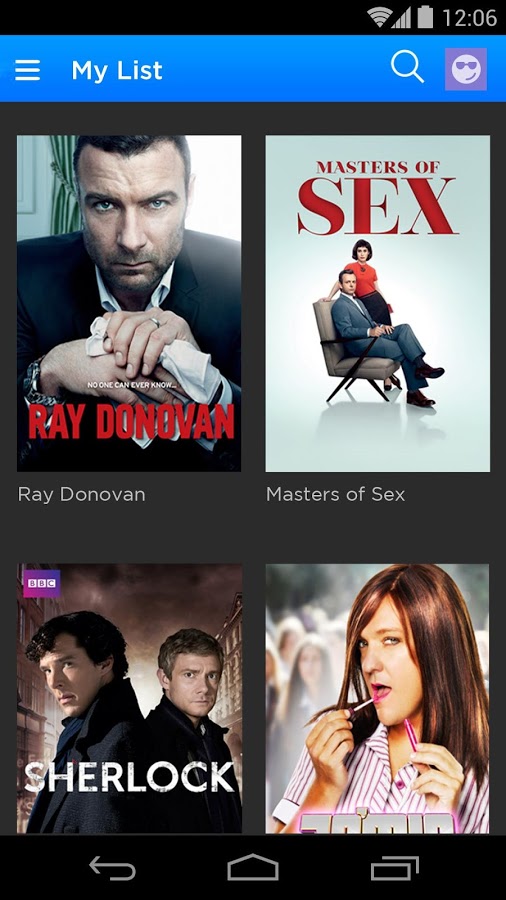 12:06
My List
NO ONE CAN EVER KNOW...
RAY DONOVAN
MASTERS OF
SEX
Ray Donovan
Masters of Sex
BBC
SHERLOCK